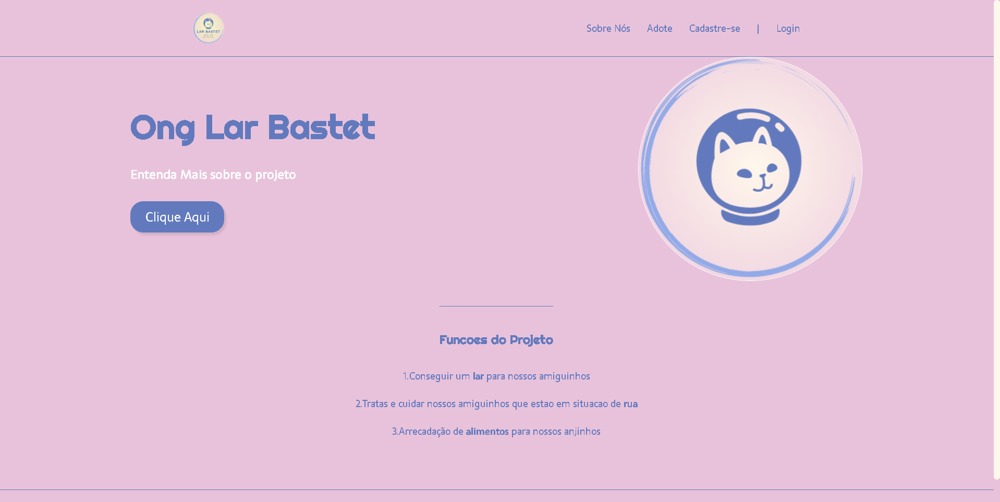 LAR BASTET
Sobre Nós Adote Cadastre-se | Login
Ong Lar Bastet
Entenda Mais sobre o projeto
Clique Aqui
Funcoes do Projeto
1.Conseguir um lar para nossos amiguinhos
2.Tratas e cuidar nossos amiguinhos que estao em situacao de rua
3.Arrecadação de alimentos para nossos anjinhos